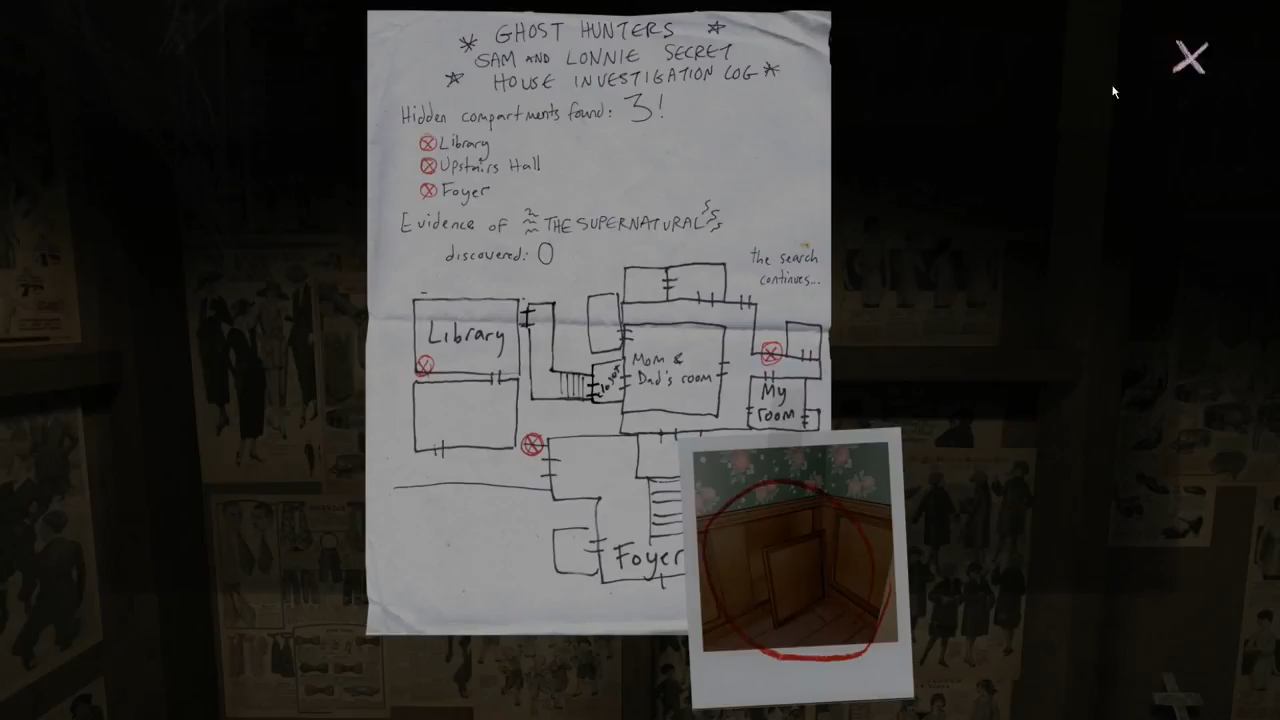 GHOST HUNTERS
SAM AND LONNIE SECRET
HOUSE INVESTIGATION LOG
Hidden compartments found: 3!
Library
Upstairs Hall
Foyer
Evidence of THE SUPERNATURAL
discovered: 0
the search
continues...
Library
Mom &
Dad's room
closet
My
room
Foyer